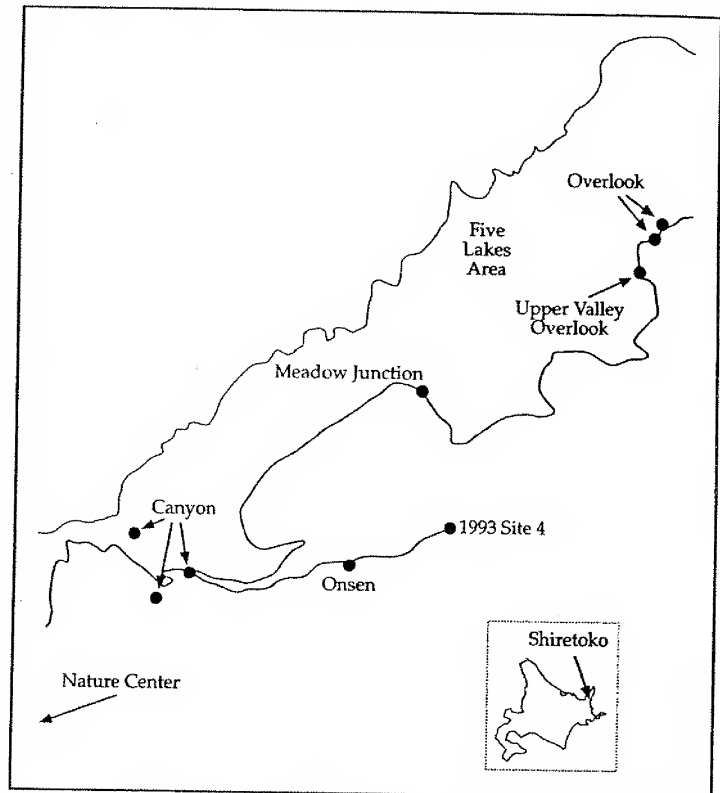 Overlook
Five
Lakes
Area
Upper Valley
Overlook
Meadow Junction
Canyon
1993 Site 4
Onsen
Shiretoko
Nature Center